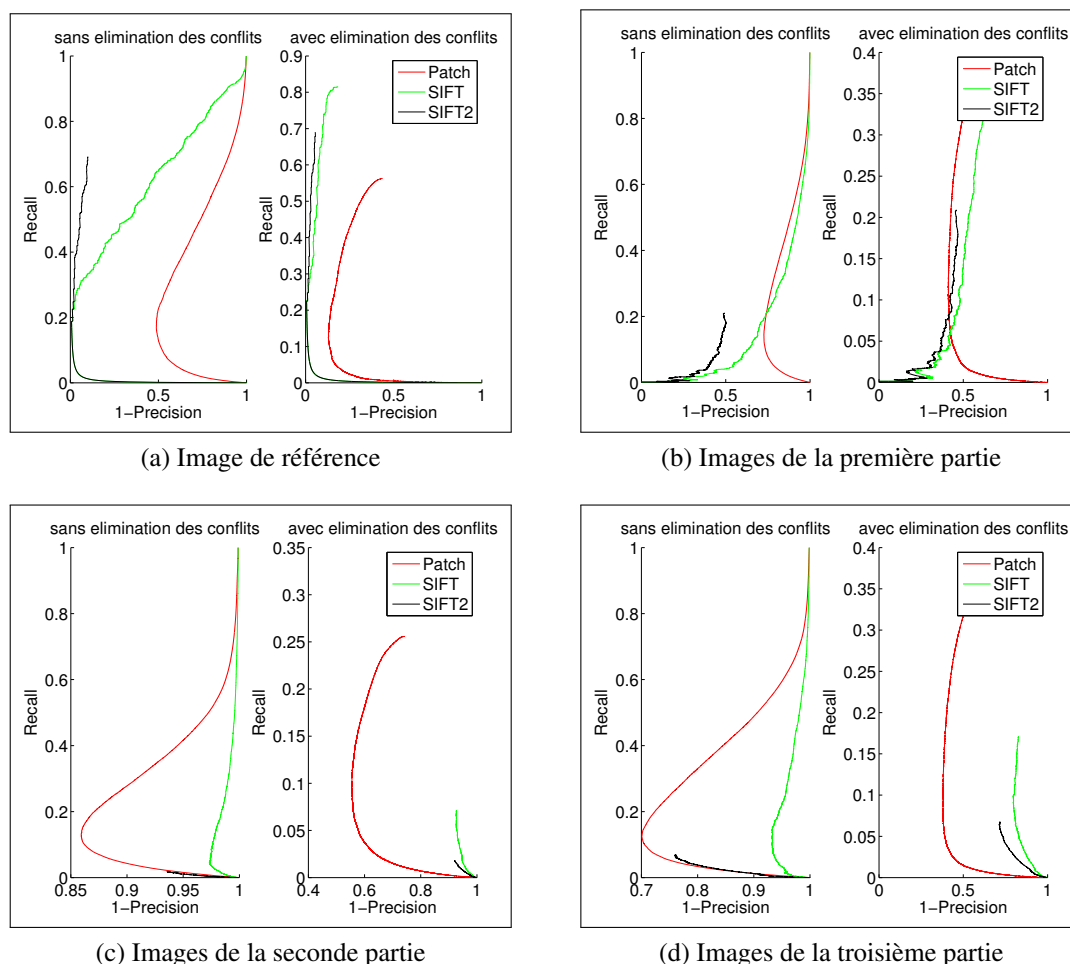 sans elimination des conflits
avec elimination des conflits
Patch
SIFT
SIFT2
Recall
1
0.8
0.6
0.4
0.2
0
0 0.5 1
1−Precision
Recall
0.9
0.8
0.7
0.6
0.5
0.4
0.3
0.2
0.1
0
0 0.5 1
1−Precision
(a) Image de référence
sans elimination des conflits
avec elimination des conflits
Patch
SIFT
SIFT2
Recall
1
0.8
0.6
0.4
0.2
0
0 0.5 1
1−Precision
Recall
0.4
0.35
0.3
0.25
0.2
0.15
0.1
0.05
0
0 0.5 1
1−Precision
(b) Images de la première partie
sans elimination des conflits
avec elimination des conflits
Patch
SIFT
SIFT2
Recall
1
0.8
0.6
0.4
0.2
0
0.85 0.9 0.95 1
1−Precision
Recall
0.35
0.3
0.25
0.2
0.15
0.1
0.05
0
0.4 0.6 0.8 1
1−Precision
(c) Images de la seconde partie
sans elimination des conflits
avec elimination des conflits
Patch
SIFT
SIFT2
Recall
1
0.8
0.6
0.4
0.2
0
0.7 0.8 0.9 1
1−Precision
Recall
0.4
0.35
0.3
0.25
0.2
0.15
0.1
0.05
0
0 0.5 1
1−Precision
(d) Images de la troisième partie